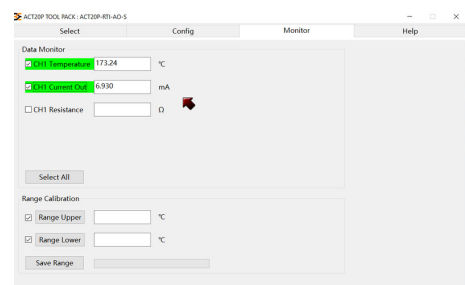 ACT20P TOOL PACK : ACT20P-RTI-AO-S
Select Config Monitor Help
Data Monitor
CH1 Temperature 173.24 ℃
CH1 Current Out 6.930 mA
CH1 Resistance Ω
Select All
Range Calibration
Range Upper ℃
Range Lower ℃
Save Range